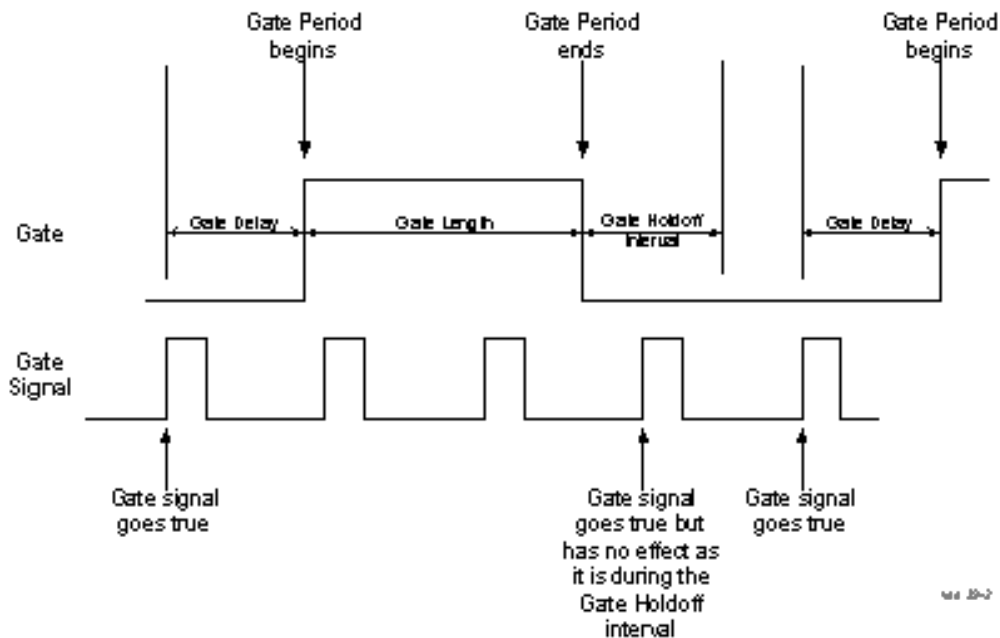 Gate Period
begins
Gate Period
ends
Gate Period
begins
Gate
Gate Delay
Gate Length
Gate Holdoff
Interval
Gate Delay
Gate
Signal
Gate signal
goes true
Gate signal
goes true but
has no effect as
it is during the
Gate Holdoff
interval
Gate signal
goes true